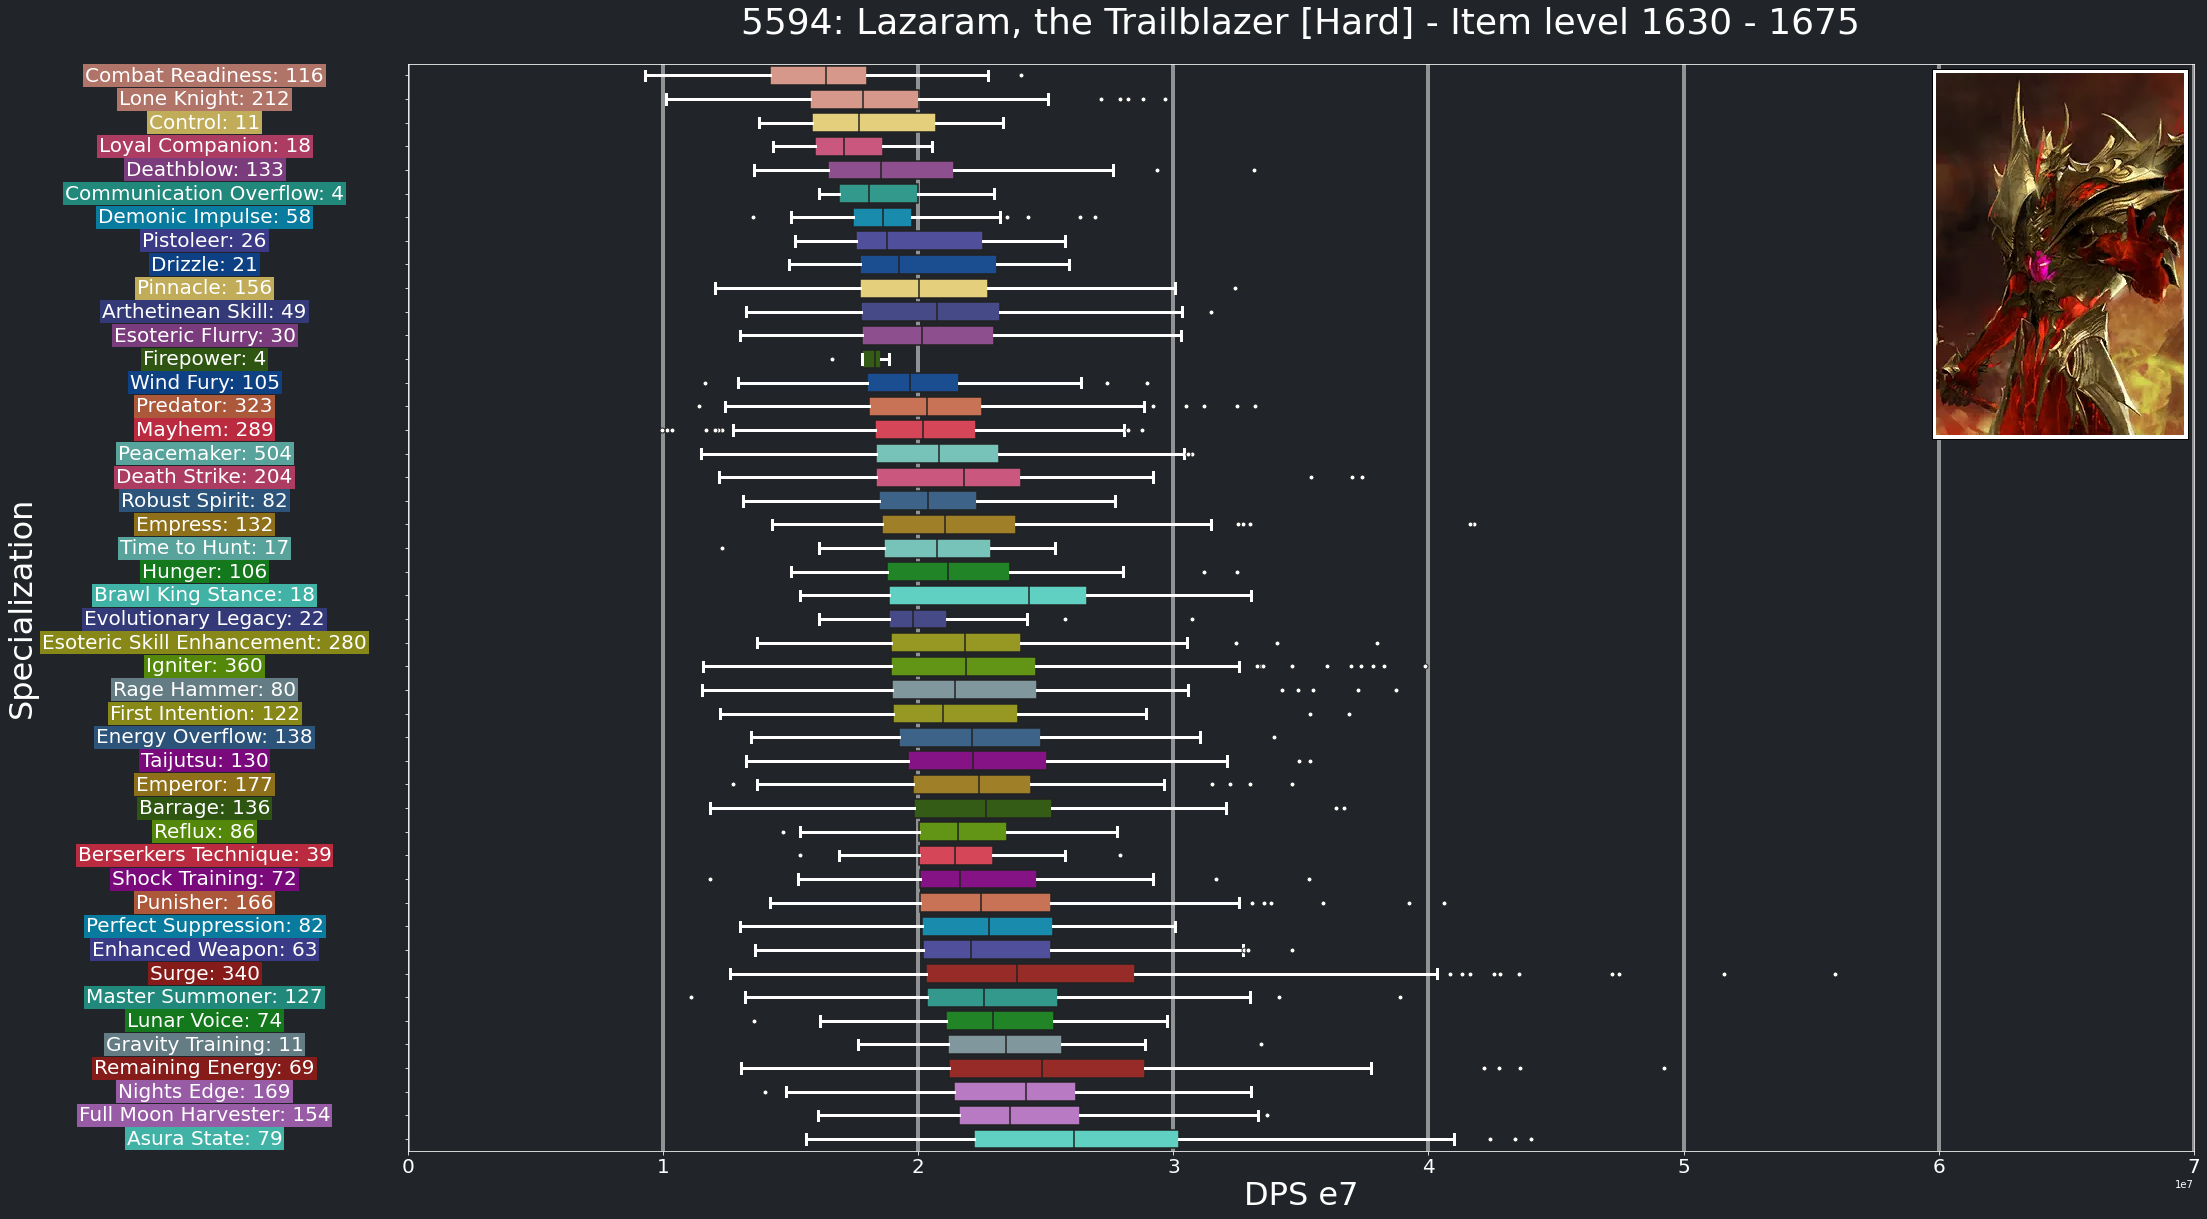 5594: Lazaram, the Trailblazer [Hard] - Item level 1630 - 1675
Combat Readiness: 116
Lone Knight: 212
Control: 11
Loyal Companion: 18
Deathblow: 133
Communication Overflow: 4
Demonic Impulse: 58
Pistoleer: 26
Drizzle: 21
Pinnacle: 156
Arthetinean Skill: 49
Esoteric Flurry: 30
Firepower: 4
Wind Fury: 105
Predator: 323
Mayhem: 289
Peacemaker: 504
Death Strike: 204
Robust Spirit: 82
Empress: 132
Time to Hunt: 17
Hunger: 106
Brawl King Stance: 18
Evolutionary Legacy: 22
Esoteric Skill Enhancement: 280
Igniter: 360
Rage Hammer: 80
First Intention: 122
Energy Overflow: 138
Taijutsu: 130
Emperor: 177
Barrage: 136
Reflux: 86
Berserkers Technique: 39
Shock Training: 72
Punisher: 166
Perfect Suppression: 82
Enhanced Weapon: 63
Surge: 340
Master Summoner: 127
Lunar Voice: 74
Gravity Training: 11
Remaining Energy: 69
Nights Edge: 169
Full Moon Harvester: 154
Asura State: 79
Specialization
0 1 2 3 4 5 6 7
1e7
DPS e7